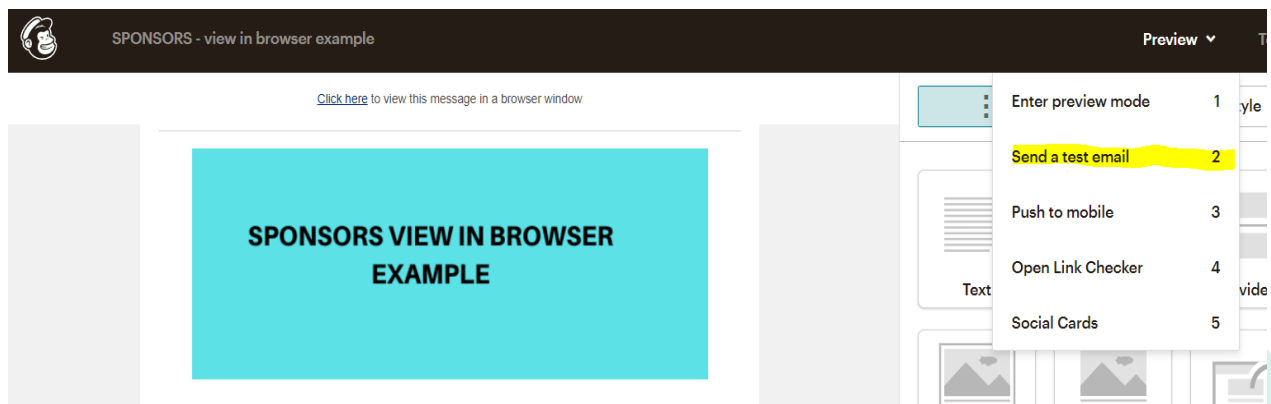 SPONSORS - view in browser example
Preview
Click here to view this message in a browser window
Enter preview mode 1
Send a test email 2
Push to mobile 3
Open Link Checker 4
Social Cards 5
SPONSORS VIEW IN BROWSER
EXAMPLE
Text